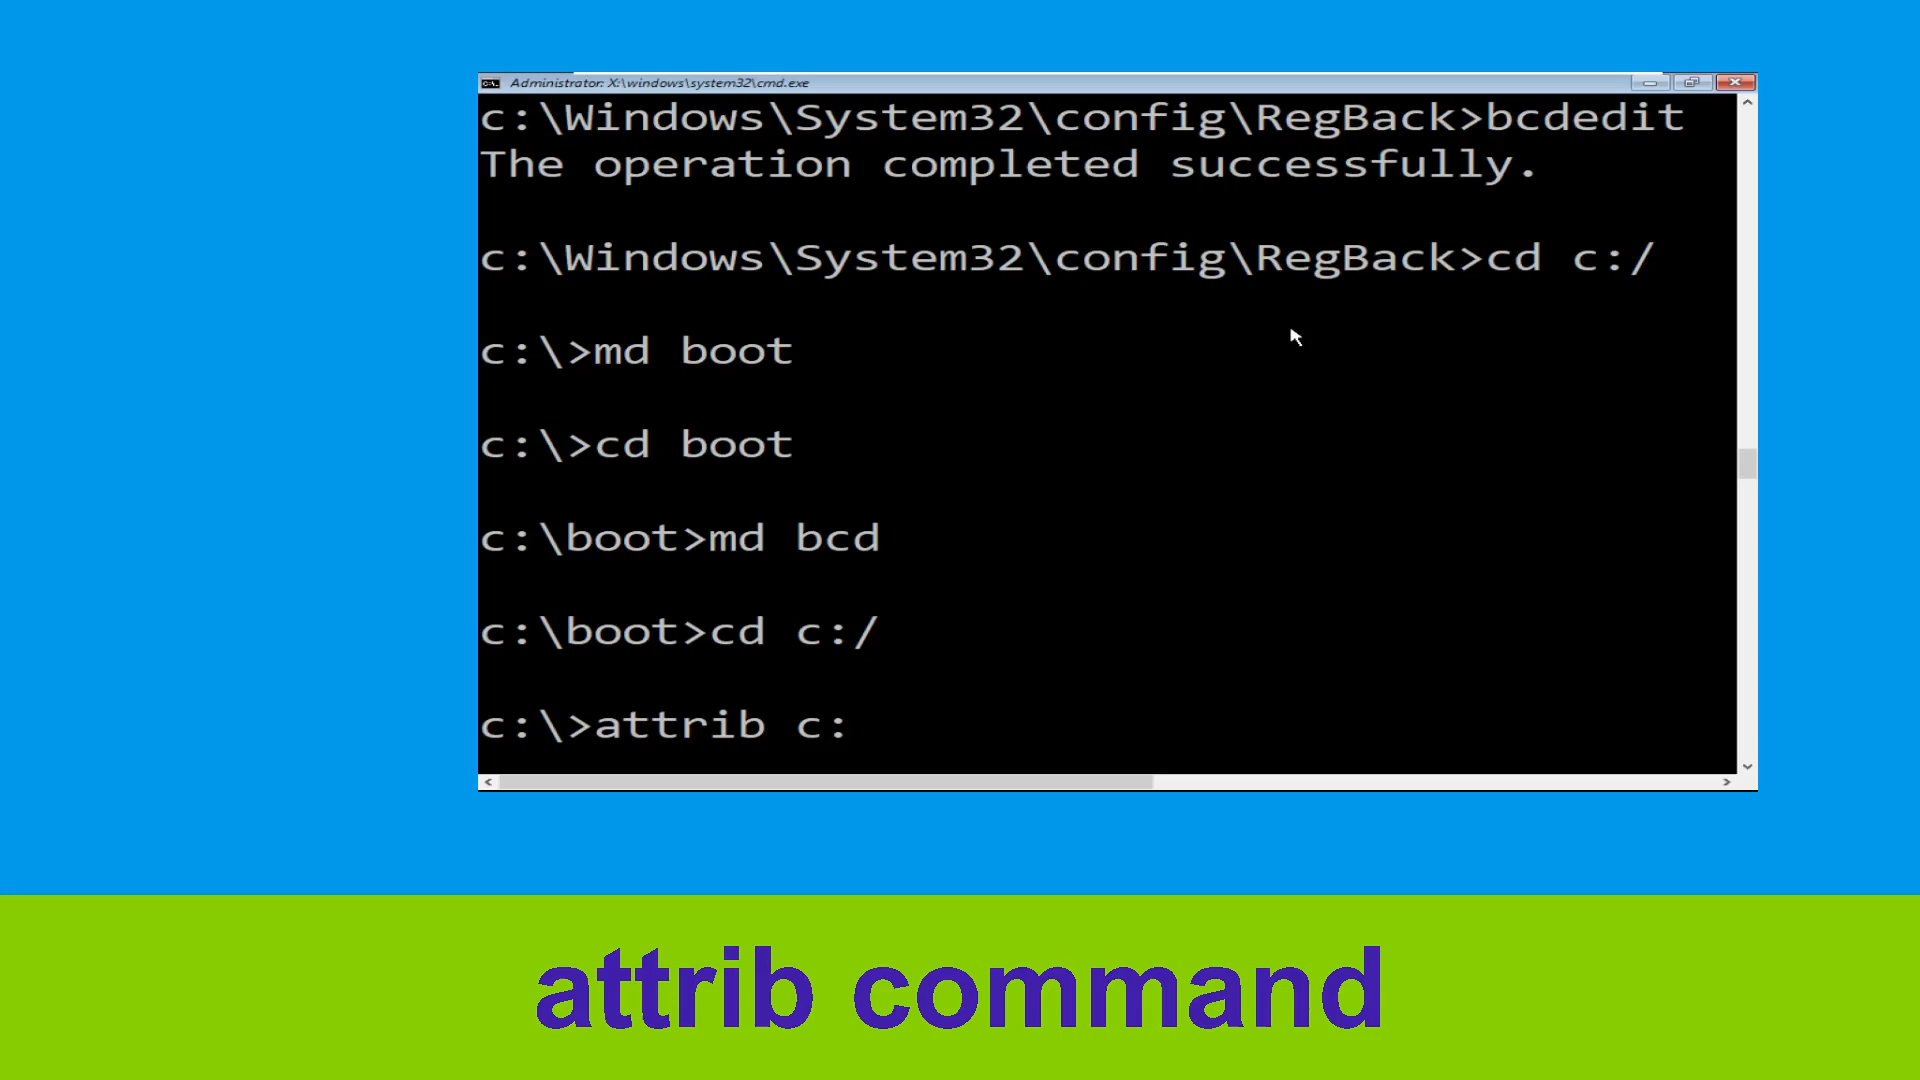 Administrator: X:\windows\system32\cmd.exe
c:\Windows\System32\config\RegBack>bcdedit
The operation completed successfully.
c:\Windows\System32\config\RegBack>cd c:/
c:\>md boot
c:\>cd boot
c:\boot>md bcd
c:\boot>cd c:/
c:\>attrib c:
attrib command